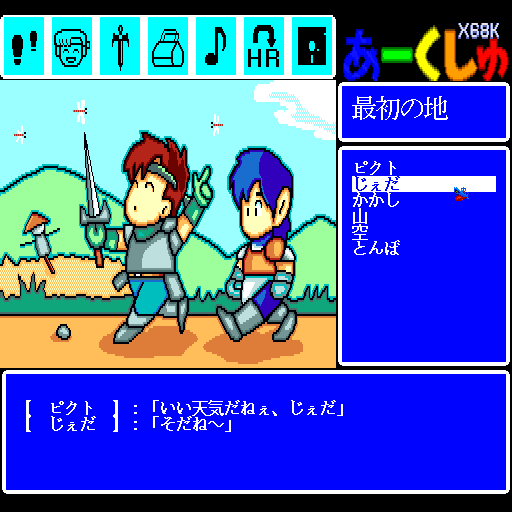 HR
あーくしゅ
X68K
最初の地
ピクト
じぇだ
かかし
山
空
とんぼ
[ ピクト ]:「いい天気だねぇ、じぇだ」
[ じぇだ ]:「そだね～」